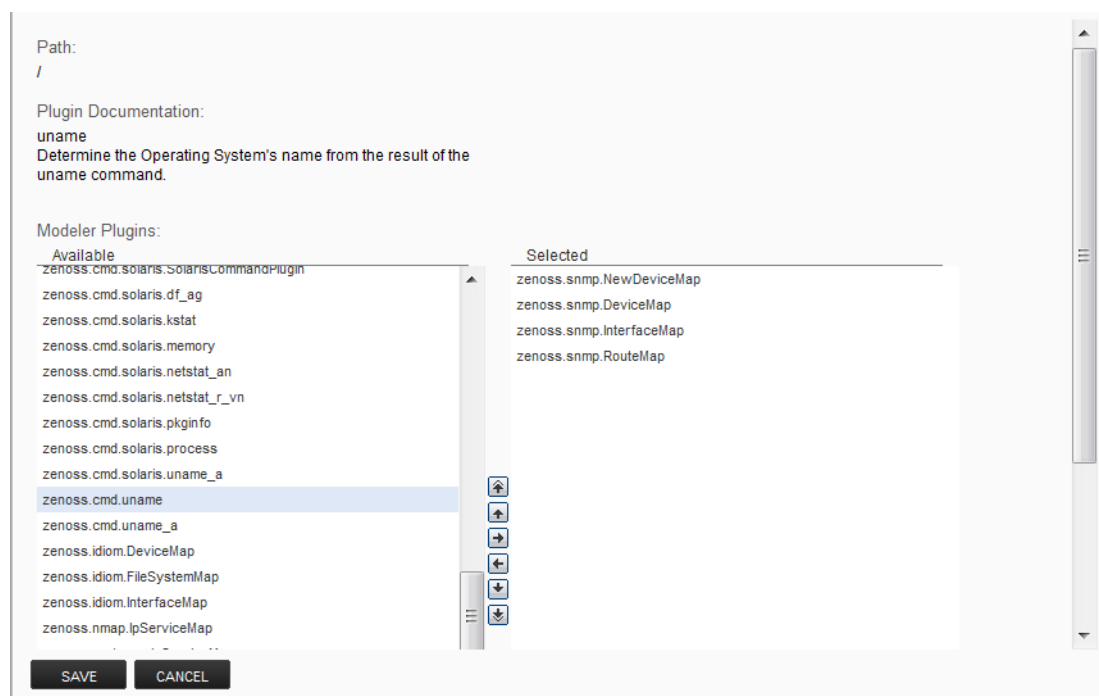 Path:
/
Plugin Documentation:
uname
Determine the Operating System's name from the result of the
uname command.
Modeler Plugins:
Available
zenoss.cmd.solaris.SolarisCommandPlugin
zenoss.cmd.solaris.df_ag
zenoss.cmd.solaris.kstat
zenoss.cmd.solaris.memory
zenoss.cmd.solaris.netstat_an
zenoss.cmd.solaris.netstat_r_vn
zenoss.cmd.solaris.pkginfo
zenoss.cmd.solaris.process
zenoss.cmd.solaris.uname_a
zenoss.cmd.uname
zenoss.cmd.uname_a
zenoss.idiom.DeviceMap
zenoss.idiom.FileSystemMap
zenoss.idiom.InterfaceMap
zenoss.nmap.IpServiceMap
Selected
zenoss.snmp.NewDeviceMap
zenoss.snmp.DeviceMap
zenoss.snmp.InterfaceMap
zenoss.snmp.RouteMap
SAVE
CANCEL